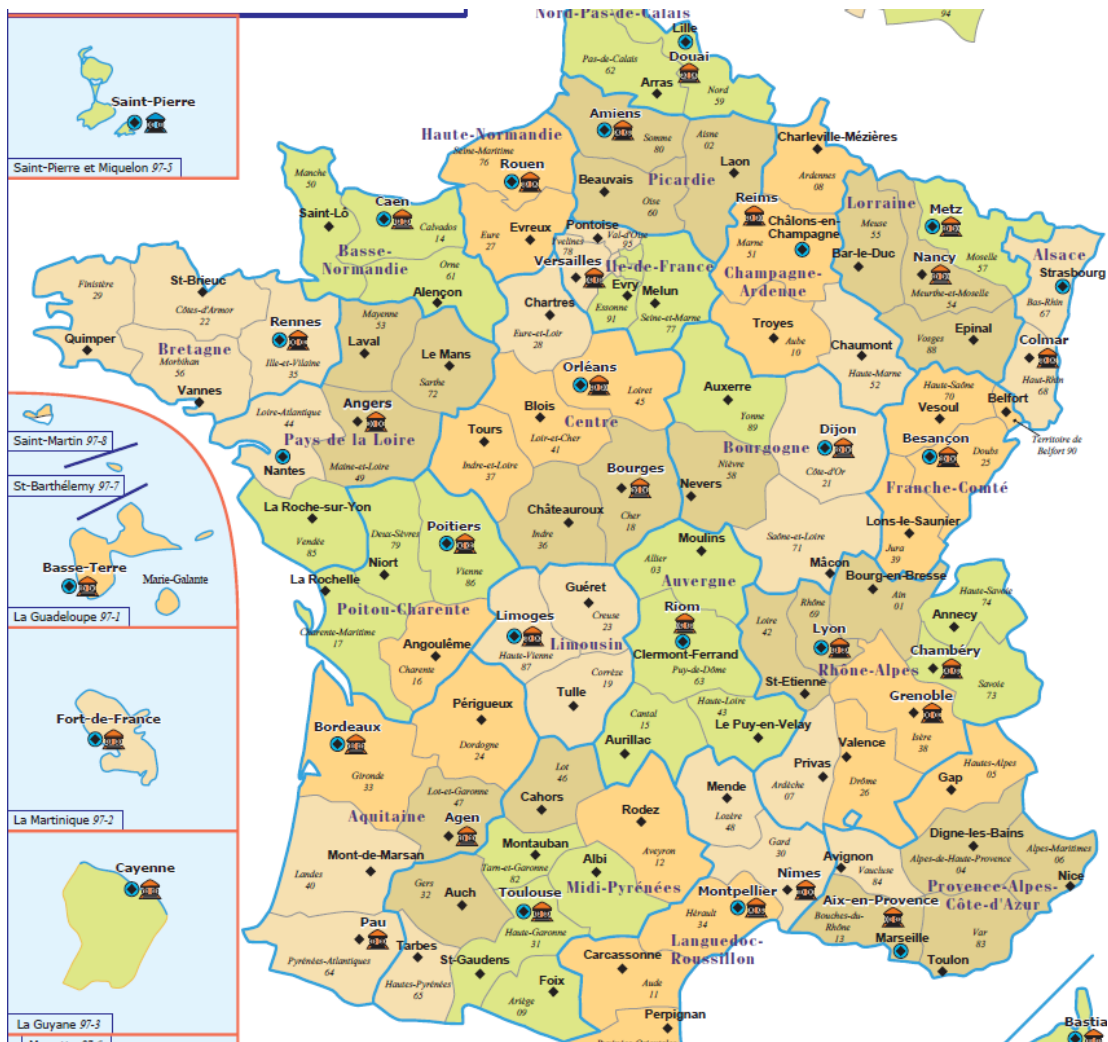 Nord-Pas-de-Calais
94
Lille
Pas-de-Calais
62
Douai
Arras
Nord
59
Saint-Pierre
Saint-Pierre et Miquelon 97-5
Haute-Normandie
Seine-Maritime
76
Rouen
Amiens
Somme
80
Aisne
02
Laon
Charleville-Mézières
Ardennes
08
Beauvais
Picardie
Oise
60
Manche
50
Saint-Lô
Caen
Calvados
14
Basse-
Normandie
Orne
61
Alençon
Eure
27
Evreux
Pontoise
Val-d'Oise
95
Yvelines
78
Versailles
Ile-de-France
Evry
Essonne
91
Melun
Seine-et-Marne
77
Reims
Châlons-en-
Champagne
Marne
51
Champagne-
Ardenne
Troyes
Aube
10
Chaumont
Haute-Marne
52
Lorraine
Meuse
55
Bar-le-Duc
Metz
Moselle
57
Nancy
Meurthe-et-Moselle
54
Vosges
88
Epinal
Alsace
Strasbourg
Bas-Rhin
67
Colmar
Haut-Rhin
68
Finistère
29
St-Brieuc
Côtes-d'Armor
22
Quimper
Bretagne
Morbihan
56
Vannes
Rennes
Ille-et-Vilaine
35
Mayenne
53
Laval
Le Mans
Sarthe
72
Chartres
Eure-et-Loir
28
Orléans
Loiret
45
Blois
Centre
Loir-et-Cher
41
Tours
Indre-et-Loire
37
Loire-Atlantique
44
Angers
Pays de la Loire
Nantes
Maine-et-Loire
49
Auxerre
Yonne
89
Bourgogne
Dijon
Côte-d'Or
21
Nièvre
58
Nevers
Haute-Saône
70
Vesoul
Belfort
Territoire de
Belfort 90
Besançon
Doubs
25
Franche-Comté
Lons-le-Saunier
Jura
39
Saint-Martin 97-8
St-Barthélemy 97-7
Basse-Terre
Marie-Galante
La Guadeloupe 97-1
Bourges
Cher
18
Châteauroux
Indre
36
La Roche-sur-Yon
Vendée
85
Deux-Sèvres
79
Poitiers
Niort
Vienne
86
La Rochelle
Poitou-Charente
Charente-Maritime
17
Angoulême
Charente
16
Saône-et-Loire
71
Mâcon
Moulins
Allier
03
Auvergne
Riom
Clermont-Ferrand
Puy-de-Dôme
63
Guéret
Creuse
23
Limoges
Limousin
Haute-Vienne
87
Corrèze
19
Tulle
Bourg-en-Bresse
Ain
01
Rhône
69
Loire
42
Lyon
Rhône-Alpes
St-Etienne
Haute-Savoie
74
Annecy
Chambéry
Savoie
73
Grenoble
Isère
38
Haute-Loire
43
Le Puy-en-Velay
Cantal
15
Aurillac
Périgueux
Dordogne
24
Bordeaux
Gironde
33
Fort-de-France
La Martinique 97-2
Lot
46
Cahors
Lot-et-Garonne
47
Agen
Aquitaine
Mont-de-Marsan
Landes
40
Rodez
Aveyron
12
Mende
Lozère
48
Privas
Ardèche
07
Valence
Drôme
26
Hautes-Alpes
05
Gap
Digne-les-Bains
Alpes-de-Haute-Provence
04
Alpes-Maritimes
06
Nice
Montauban
Tarn-et-Garonne
82
Albi
Midi-Pyrénées
Toulouse
Haute-Garonne
31
Gers
32
Auch
Gard
30
Nîmes
Avignon
Vaucluse
84
Provence-Alpes-
Côte-d'Azur
Aix-en-Provence
Bouches-du-
Rhône
13
Marseille
Var
83
Toulon
Montpellier
Hérault
34
Languedoc-
Roussillon
Cayenne
La Guyane 97-3
Pau
Pyrénées-Atlantiques
64
Tarbes
Hautes-Pyrénées
65
St-Gaudens
Foix
Ariège
09
Carcassonne
Aude
11
Perpignan
Bastia